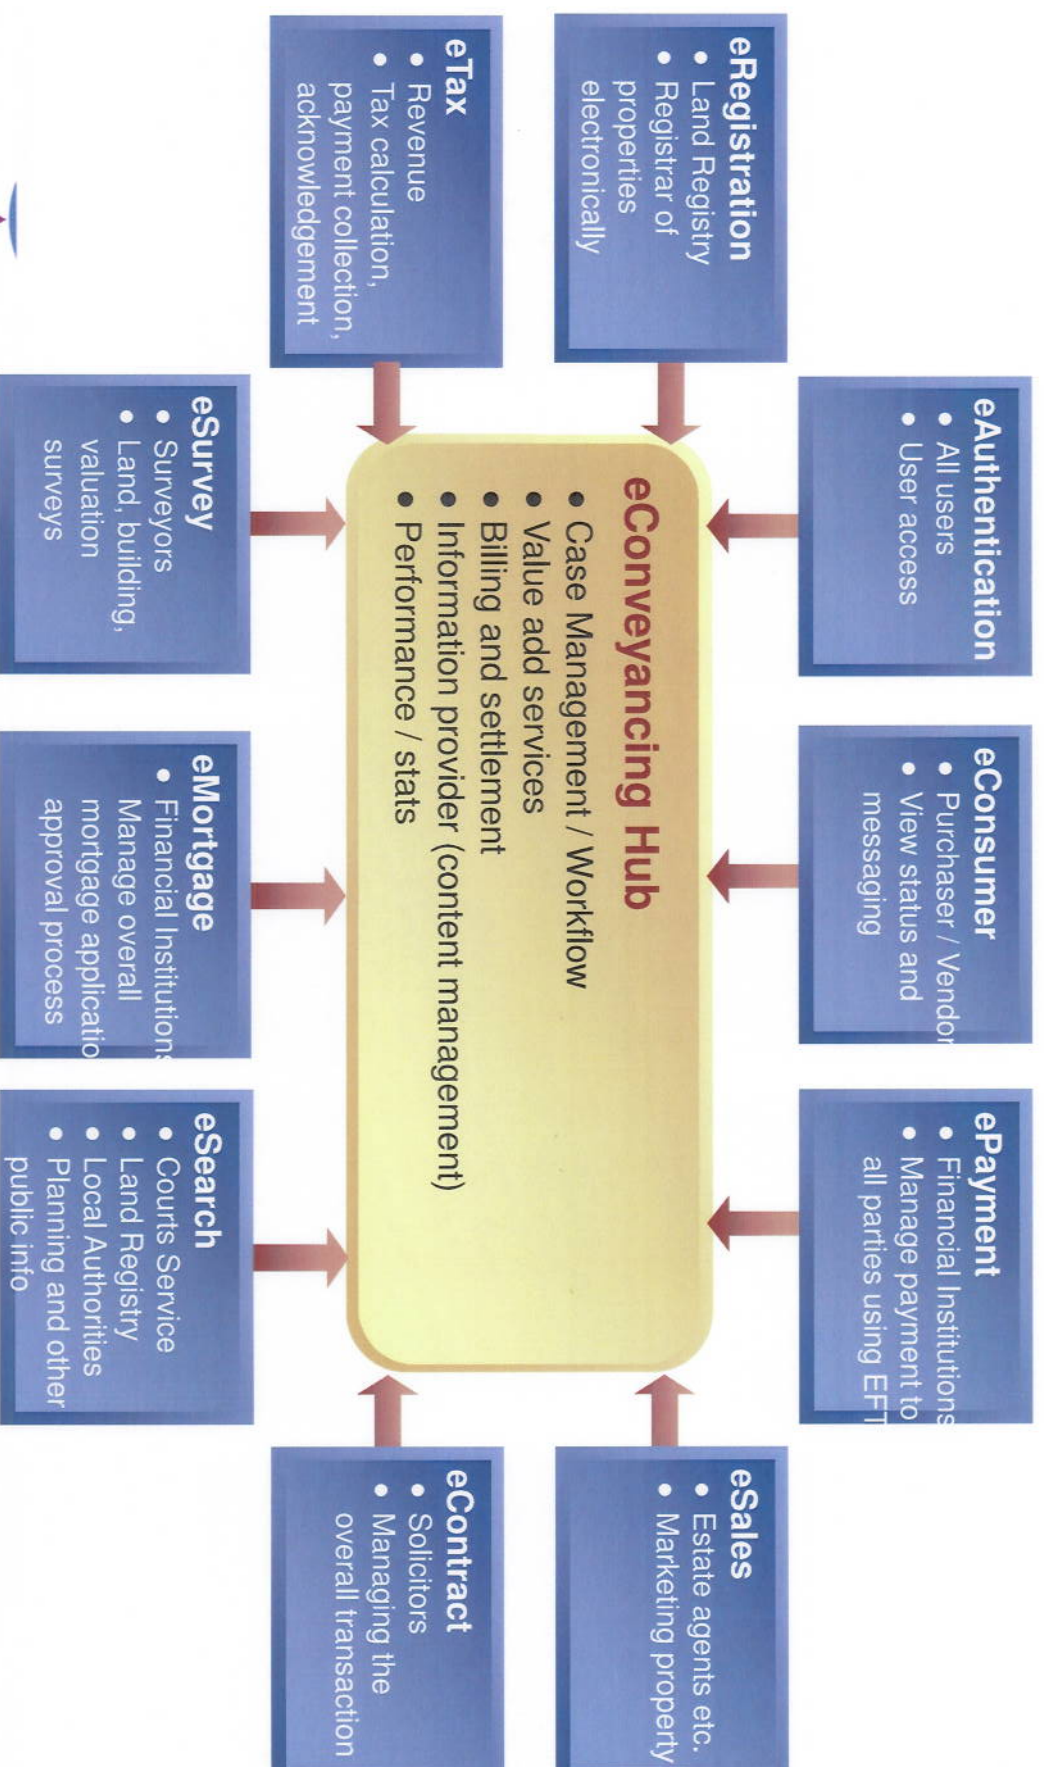 eAuthentication
• All users
• User access
eConsumer
• Purchaser / Vendor
• View status and
messaging
ePayment
• Financial Institutions
• Manage payment to
all parties using EFT
eRegistration
• Land Registry
• Registrar of
properties
electronically
eTax
• Revenue
• Tax calculation,
payment collection,
acknowledgement
eConveyancing Hub
• Case Management / Workflow
• Value add services
• Billing and settlement
• Information provider (content management)
• Performance / stats
eSales
• Estate agents etc.
• Marketing property
eContract
• Solicitors
• Managing the
overall transaction
eSurvey
• Surveyors
• Land, building,
valuation
surveys
eMortgage
• Financial Institutions
Manage overall
mortgage applicatio
approval process
eSearch
• Courts Service
• Land Registry
• Local Authorities
• Planning and other
public info